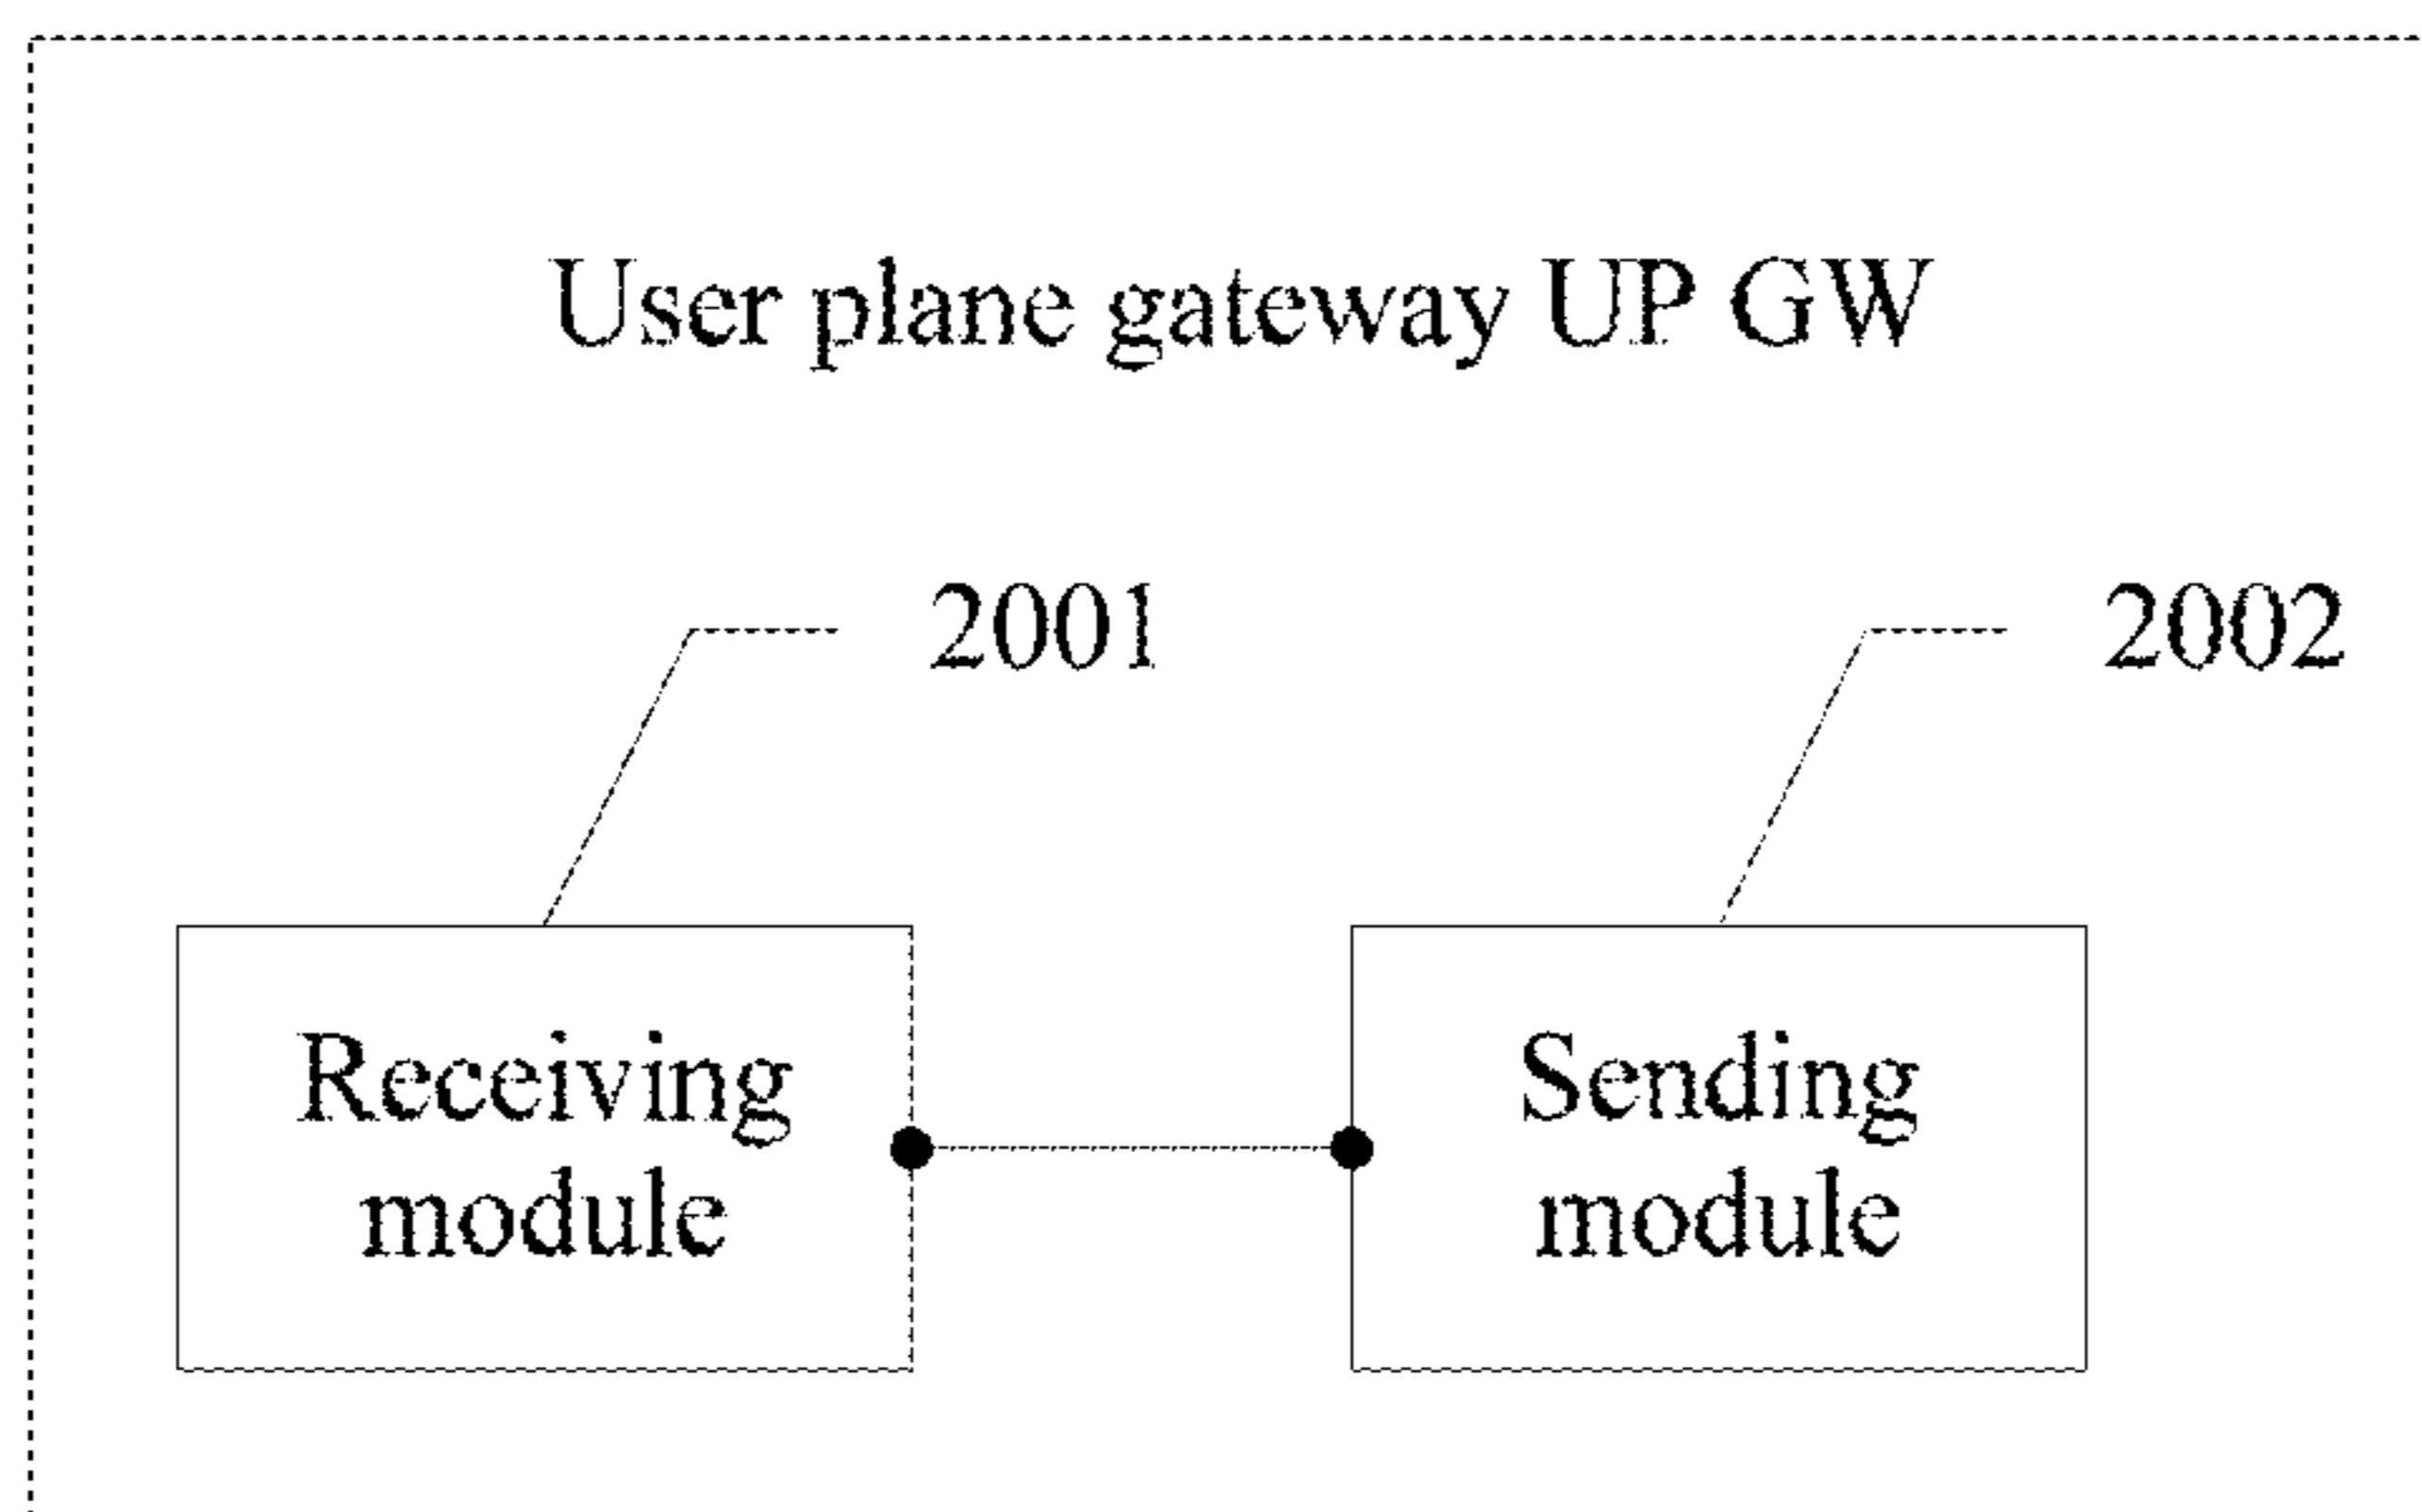 User plane gateway UP GW
2001
2002
Receiving
module
Sending
module